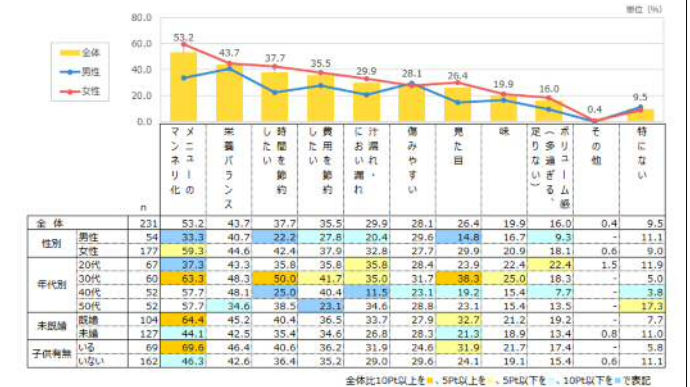 単位（%）
80.0
60.0
40.0
20.0
0.0
全体
男性
女性
53.2 43.7 37.7 35.5 29.9 28.1 26.4 19.9 16.0 0.4 9.5
n
メニューのマンネリ化
栄養バランス
時間を節約したい
費用を節約したい
汁漏れ・におい漏れ
傷みやすい
見た目
味
ボリューム感（多過ぎる、足りない）
その他
特にない
全 体 231 53.2 43.7 37.7 35.5 29.9 28.1 26.4 19.9 16.0 0.4 9.5
性別 男性 54 33.3 40.7 22.2 27.8 20.4 29.6 14.8 16.7 9.3 - 11.1
女性 177 59.3 44.6 42.4 37.9 32.8 27.7 29.9 20.9 18.1 0.6 9.0
年代別 20代 67 37.3 43.3 35.8 35.8 35.8 28.4 23.9 22.4 22.4 1.5 11.9
30代 60 63.3 48.3 50.0 41.7 35.0 31.7 38.3 25.0 18.3 - 5.0
40代 52 57.7 48.1 25.0 40.4 11.5 23.1 19.2 15.4 7.7 - 3.8
50代 52 57.7 34.6 38.5 23.1 34.6 28.8 23.1 15.4 13.5 - 17.3
未既婚 既婚 104 64.4 45.2 40.4 36.5 33.7 27.9 32.7 21.2 19.2 - 7.7
未婚 127 44.1 42.5 35.4 34.6 26.8 28.3 21.3 18.9 13.4 0.8 11.0
子供有無 いる 69 69.6 46.4 40.6 36.2 31.9 24.6 31.9 21.7 17.4 - 5.8
いない 162 46.3 42.6 36.4 35.2 29.0 29.6 24.1 19.1 15.4 0.6 11.1
全体比10Pt以上を■、5Pt以上を■、5Pt以下を■、10Pt以下を■で表記